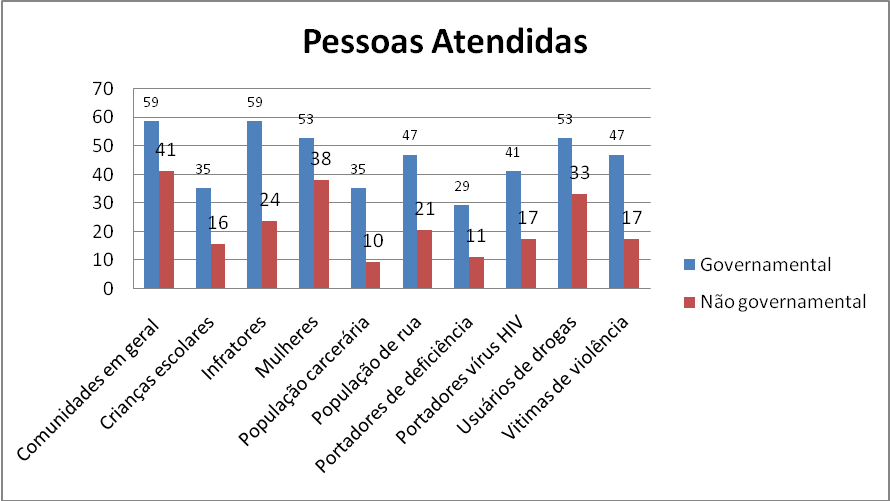 Pessoas Atendidas
70
60
50
40
30
20
10
0
59
41
35
16
59
24
53
38
35
10
47
21
29
11
41
17
53
33
47
17
Comunidades em geral
Crianças escolares
Infratores
Mulheres
População carcerária
População de rua
Portadores de deficiência
Portadores vírus HIV
Usuários de drogas
Vitimas de violência
Governamental
Não governamental